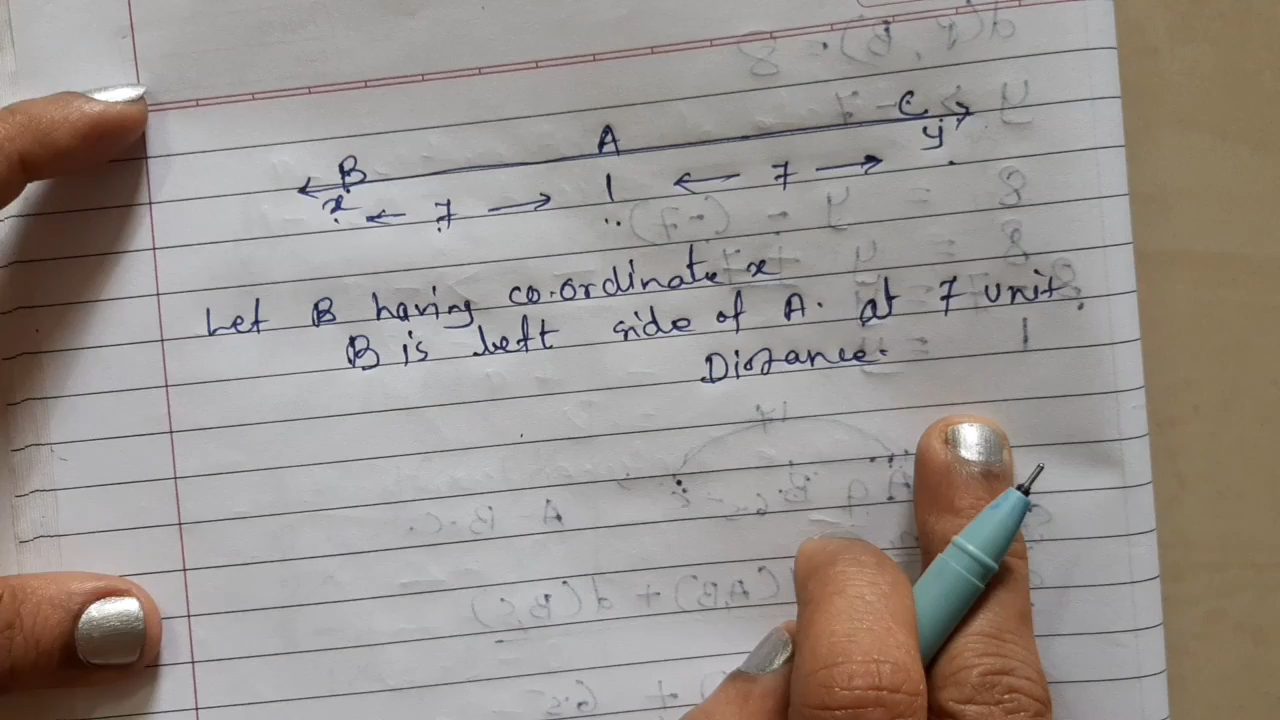 B A C
x ← 7 → 1 ← 7 → y
Let B having co-ordinate x
B is left side of A. at 7 unit
Distance.